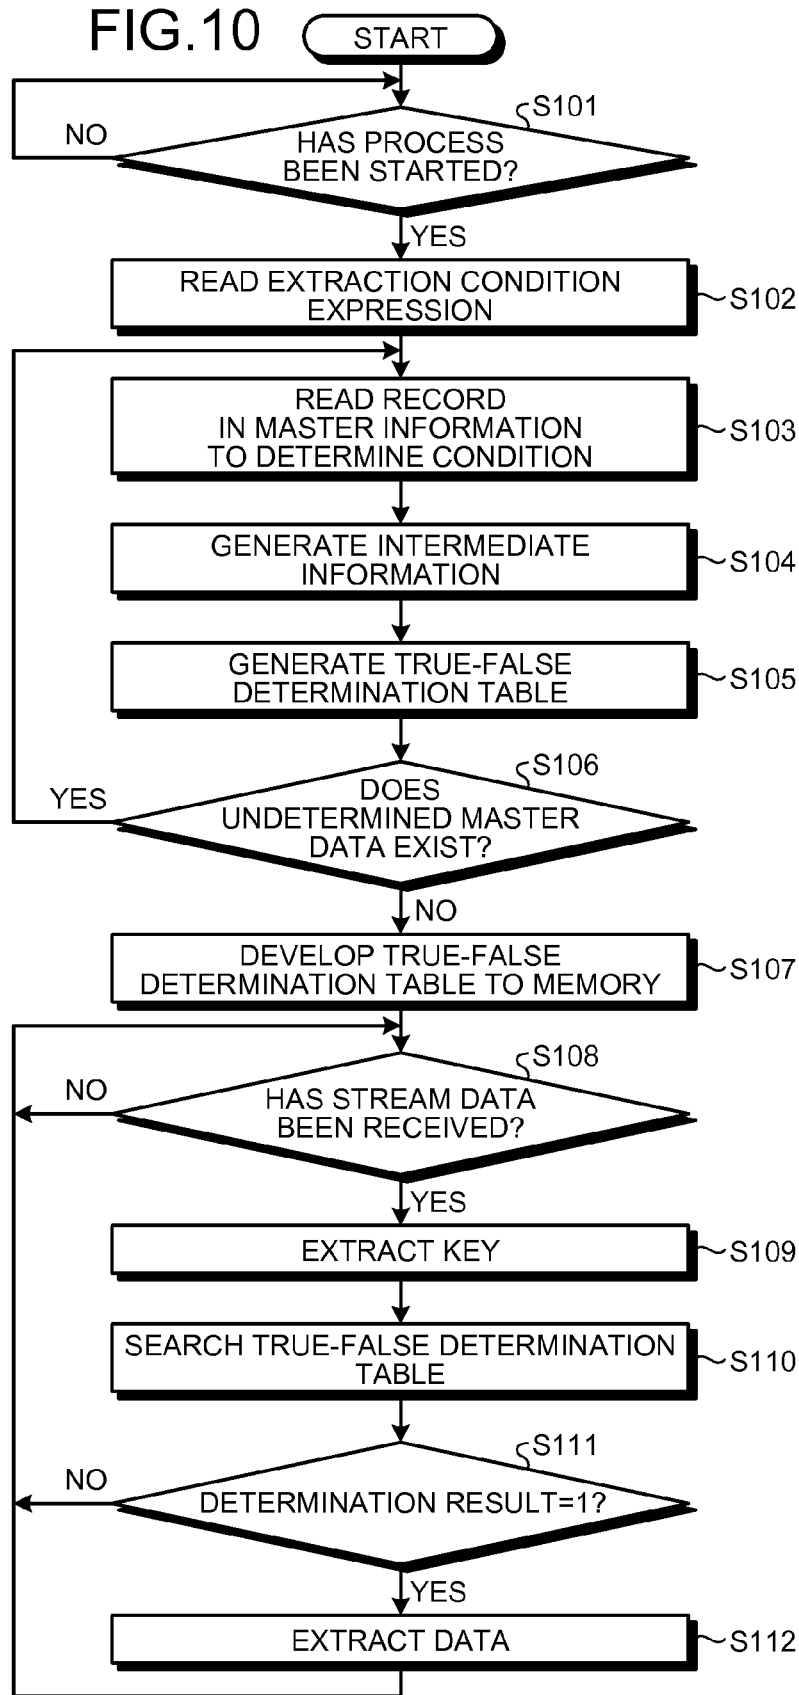 FIG.10
START
S101
NO
HAS PROCESS
BEEN STARTED?
YES
READ EXTRACTION CONDITION
EXPRESSION
S102
READ RECORD
IN MASTER INFORMATION
TO DETERMINE CONDITION
S103
GENERATE INTERMEDIATE
INFORMATION
S104
GENERATE TRUE-FALSE
DETERMINATION TABLE
S105
S106
YES
DOES
UNDETERMINED MASTER
DATA EXIST?
NO
DEVELOP TRUE-FALSE
DETERMINATION TABLE TO MEMORY
S107
S108
NO
HAS STREAM DATA
BEEN RECEIVED?
YES
EXTRACT KEY
S109
SEARCH TRUE-FALSE DETERMINATION
TABLE
S110
S111
NO
DETERMINATION RESULT=1?
YES
EXTRACT DATA
S112